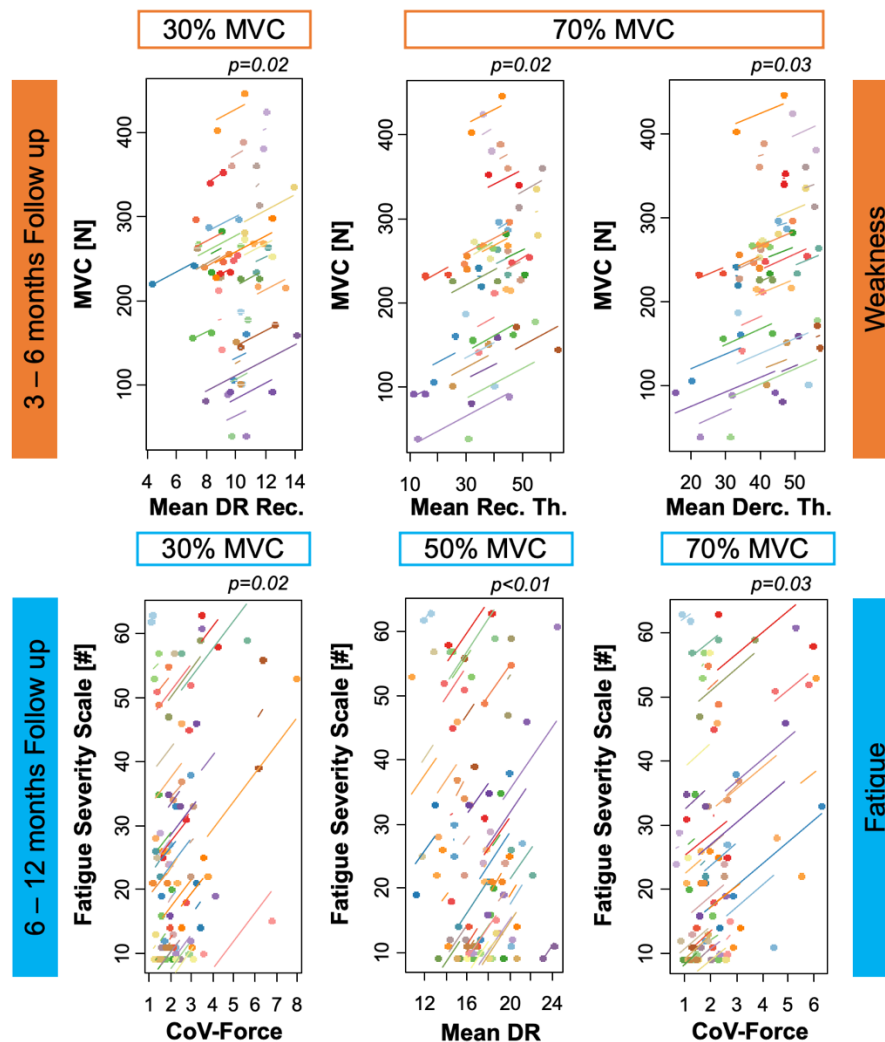 30% MVC
70% MVC
p=0.02
p=0.02
p=0.03
3 – 6 months Follow up
MVC [N]
400
300
200
100
4 6 8 10 12 14
Mean DR Rec.
MVC [N]
400
300
200
100
10 30 50
Mean Rec. Th.
MVC [N]
400
300
200
100
20 30 40 50
Mean Derc. Th.
Weakness
30% MVC
50% MVC
70% MVC
p=0.02
p<0.01
p=0.03
6 – 12 months Follow up
Fatigue Severity Scale [#]
60
50
40
30
20
10
1 2 3 4 5 6 7 8
CoV-Force
Fatigue Severity Scale [#]
60
50
40
30
20
10
12 16 20 24
Mean DR
Fatigue Severity Scale [#]
60
50
40
30
20
10
1 2 3 4 5 6
CoV-Force
Fatigue